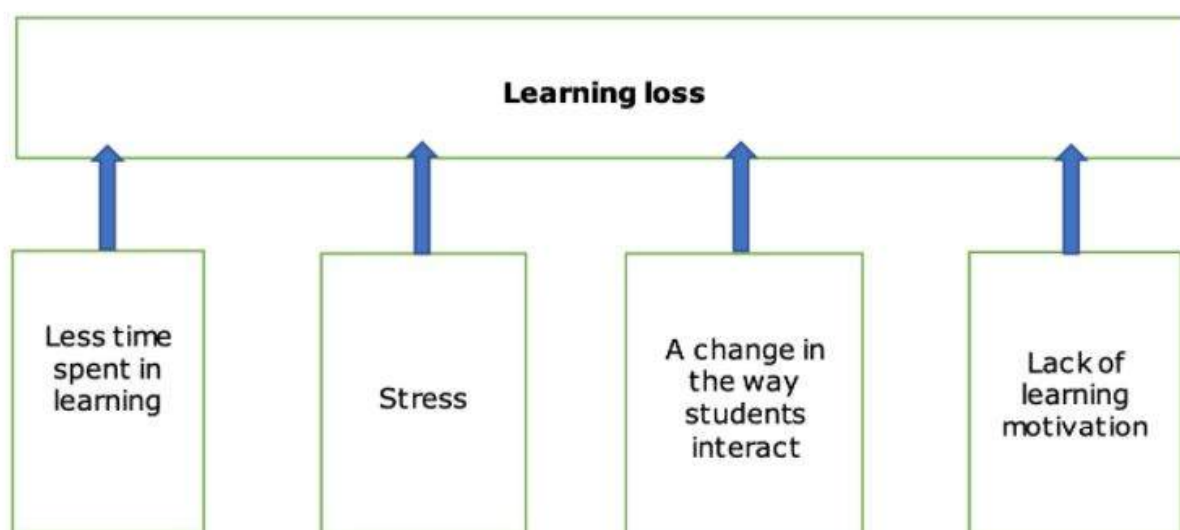 Learning loss
Less time
spent in
learning
Stress
A change in
the way
students
interact
Lack of
learning
motivation